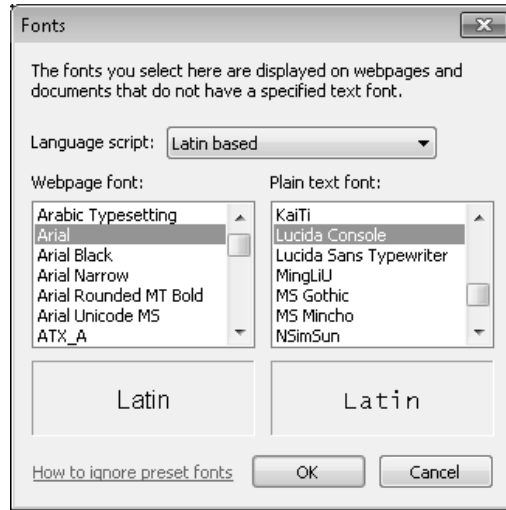 Fonts
The fonts you select here are displayed on webpages and
documents that do not have a specified text font.
Language script: Latin based
Webpage font:
Arabic Typesetting
Arial
Arial Black
Arial Narrow
Arial Rounded MT Bold
Arial Unicode MS
ATX_A
Plain text font:
KaiTi
Lucida Console
Lucida Sans Typewriter
MingLiU
MS Gothic
MS Mincho
NSimSun
Latin
Latin
How to ignore preset fonts
OK
Cancel